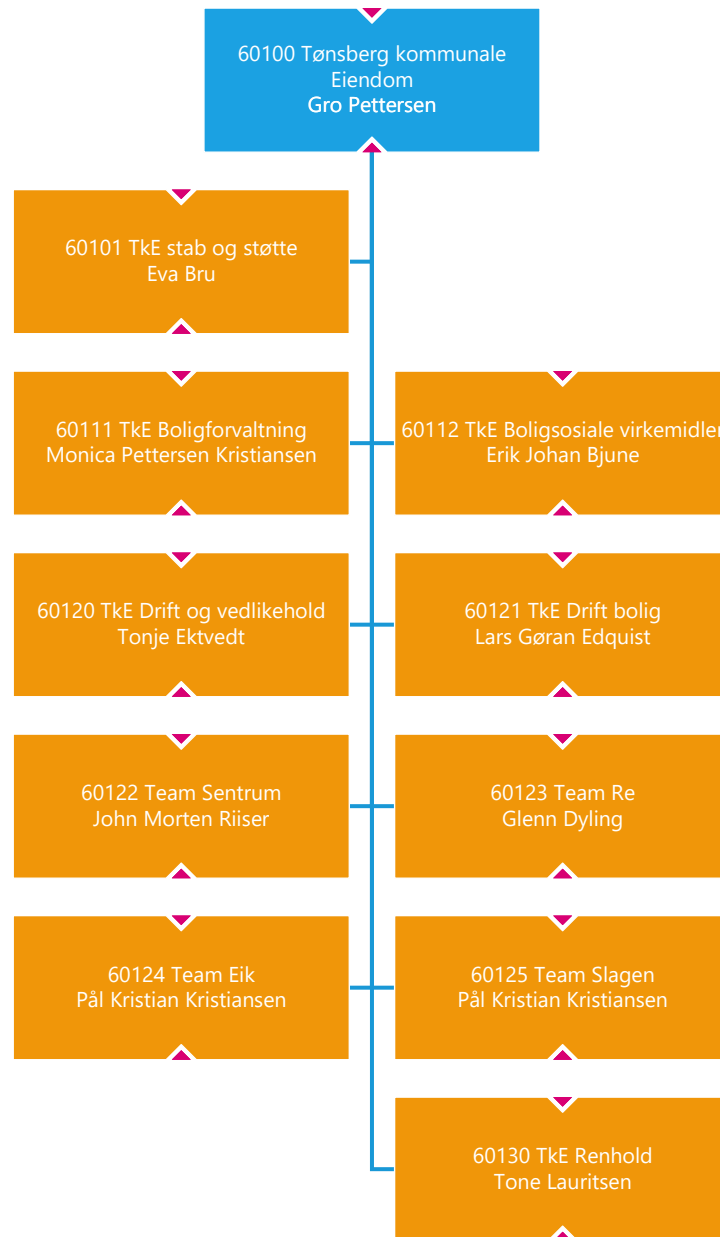 60100 Tønsberg kommunale
Eiendom
Gro Pettersen
60101 TkE stab og støtte
Eva Bru
60111 TkE Boligforvaltning
Monica Pettersen Kristiansen
60112 TkE Boligsosiale virkemidler
Erik Johan Bjune
60120 TkE Drift og vedlikehold
Tonje Ektvedt
60121 TkE Drift bolig
Lars Gøran Edquist
60122 Team Sentrum
John Morten Riiser
60123 Team Re
Glenn Dyling
60124 Team Eik
Pål Kristian Kristiansen
60125 Team Slagen
Pål Kristian Kristiansen
60130 TkE Renhold
Tone Lauritsen